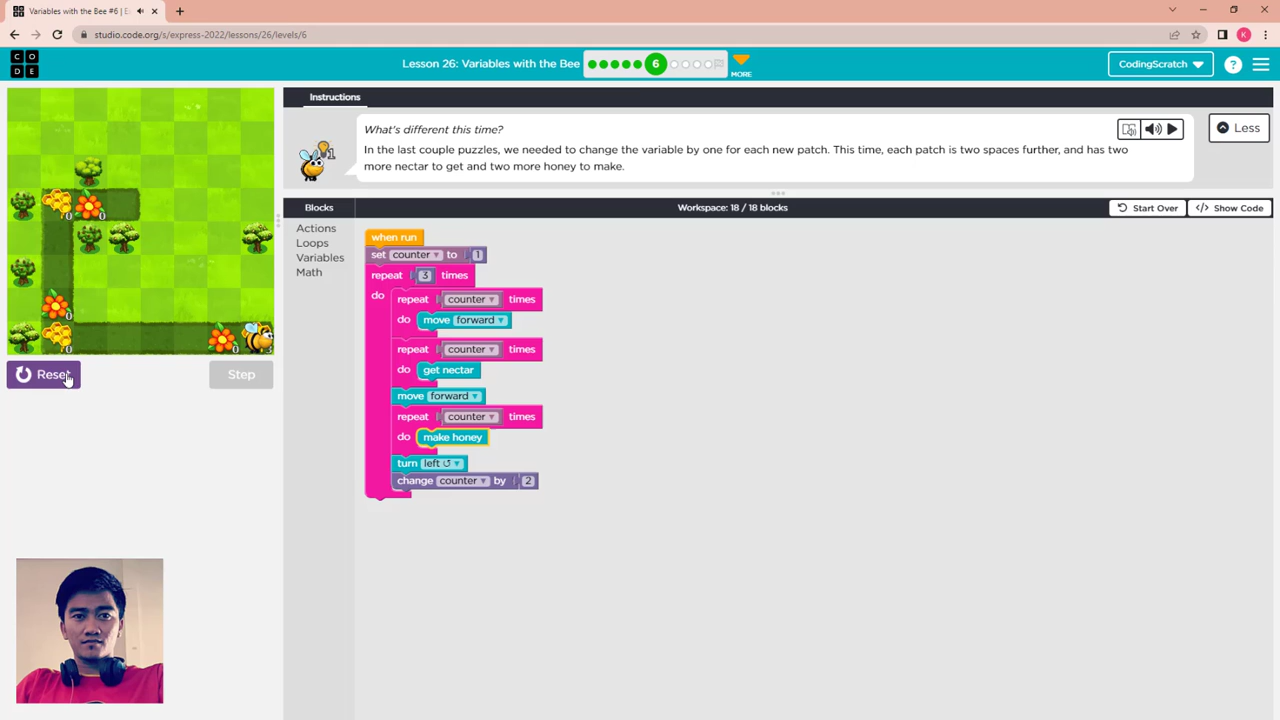 Variables with the Bee #6 | E
studio.code.org/s/express-2022/lessons/26/levels/6
K
CO
DE
Lesson 26: Variables with the Bee
6
MORE
CodingScratch
?
Instructions
What's different this time?
In the last couple puzzles, we needed to change the variable by one for each new patch. This time, each patch is two spaces further, and has two
more nectar to get and two more honey to make.
Less
Blocks
Workspace: 18 / 18 blocks
Start Over
</> Show Code
Actions
Loops
Variables
Math
when run
set counter to 1
repeat 3 times
do
repeat counter times
do move forward
repeat counter times
do get nectar
move forward
repeat counter times
do make honey
turn left ↺
change counter by 2
0
0
0
0
0
Reset
Step